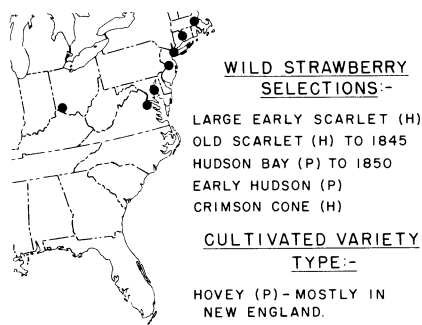 WILD STRAWBERRY
SELECTIONS:-
LARGE EARLY SCARLET (H)
OLD SCARLET (H) TO 1845
HUDSON BAY (P) TO 1850
EARLY HUDSON (P)
CRIMSON CONE (H)
CULTIVATED VARIETY
TYPE:-
HOVEY (P) - MOSTLY IN
NEW ENGLAND.